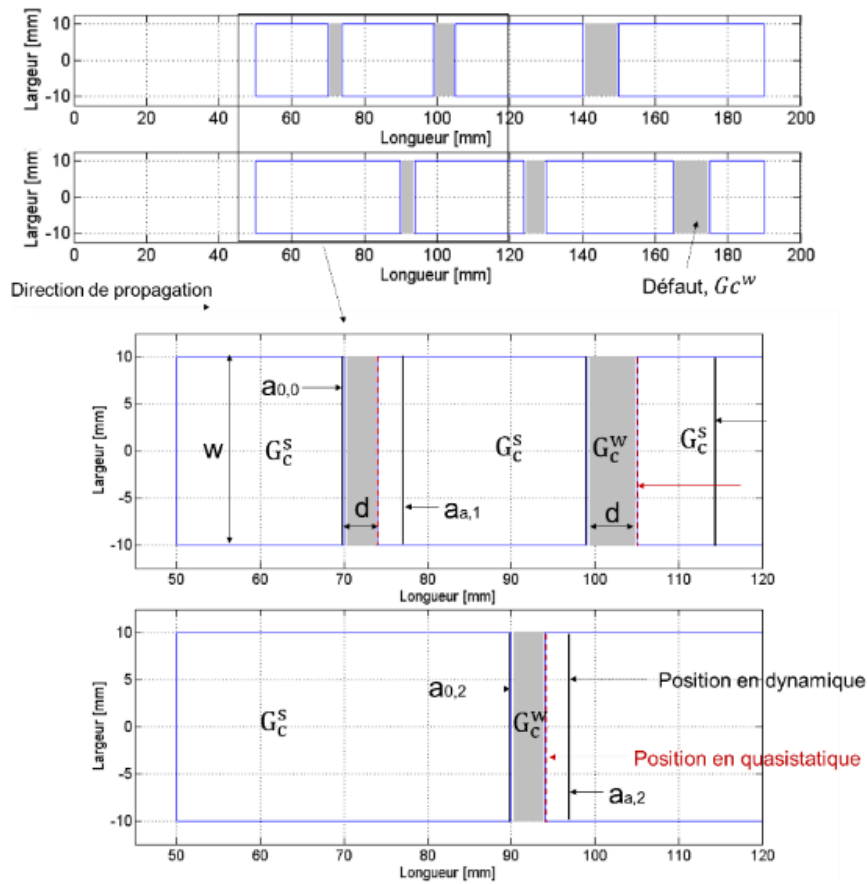 Largeur [mm]
10
0
-10
0 20 40 60 80 100 120 140 160 180 200
Longueur [mm]
Largeur [mm]
10
0
-10
0 20 40 60 80 100 120 140 160 180 200
Longueur [mm]
Défaut, Gc^w
Direction de propagation
Largeur [mm]
10
5
0
-5
-10
a0,0
W
G_c^s
d
G_c^s
aa,1
G_c^w
d
G_c^s
50 60 70 80 90 100 110 120
Longueur [mm]
Largeur [mm]
10
5
0
-5
-10
G_c^s
a0,2
G_c^w
Position en dynamique
Position en quasistatique
aa,2
50 60 70 80 90 100 110 120
Longueur [mm]